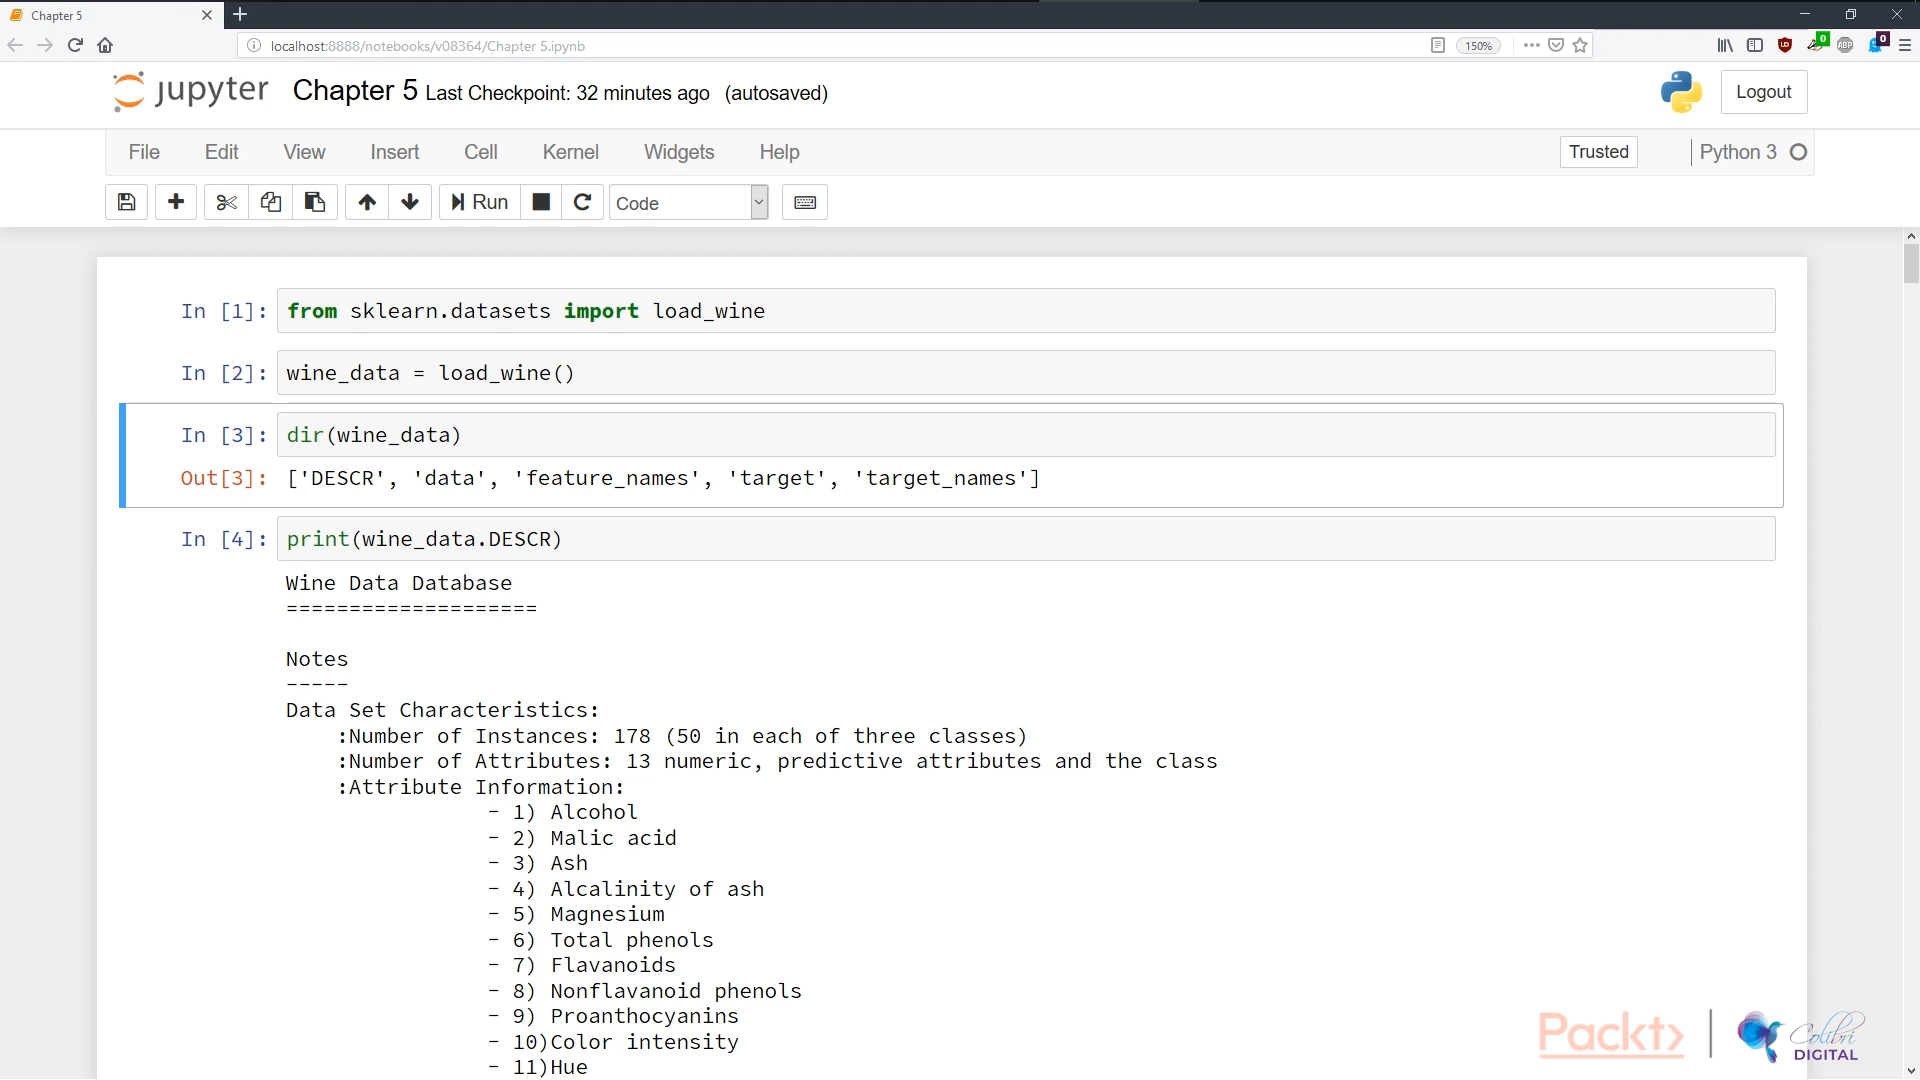 Chapter 5
localhost:8888/notebooks/v08364/Chapter 5.ipynb
150%
0
ABP
0
jupyter Chapter 5 Last Checkpoint: 32 minutes ago (autosaved)
Logout
File Edit View Insert Cell Kernel Widgets Help
Trusted
Python 3
Run
Code
In [1]: from sklearn.datasets import load_wine
In [2]: wine_data = load_wine()
In [3]: dir(wine_data)
Out[3]: ['DESCR', 'data', 'feature_names', 'target', 'target_names']
In [4]: print(wine_data.DESCR)
Wine Data Database
====================
Notes
-----
Data Set Characteristics:
:Number of Instances: 178 (50 in each of three classes)
:Number of Attributes: 13 numeric, predictive attributes and the class
:Attribute Information:
- 1) Alcohol
- 2) Malic acid
- 3) Ash
- 4) Alcalinity of ash
- 5) Magnesium
- 6) Total phenols
- 7) Flavanoids
- 8) Nonflavanoid phenols
- 9) Proanthocyanins
- 10)Color intensity
- 11)Hue
Packt>
Colibri
DIGITAL